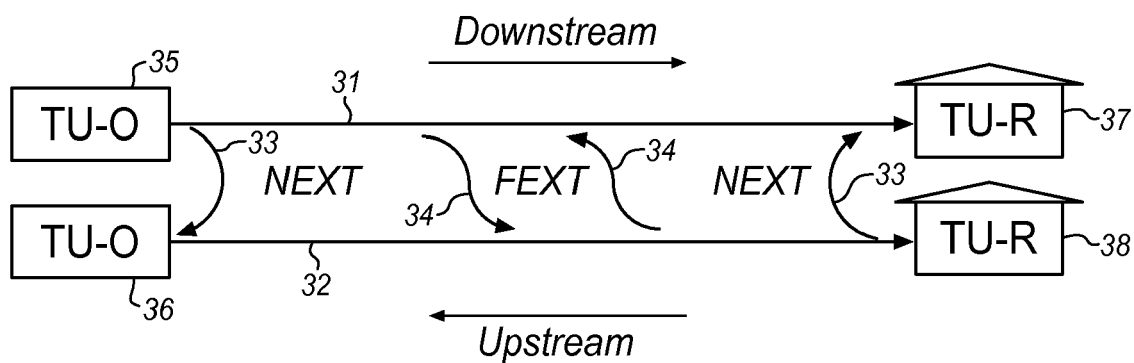 Downstream
35
31
TU-O
TU-R
37
33
34
NEXT
FEXT
NEXT
34
33
TU-O
TU-R
38
36
32
Upstream